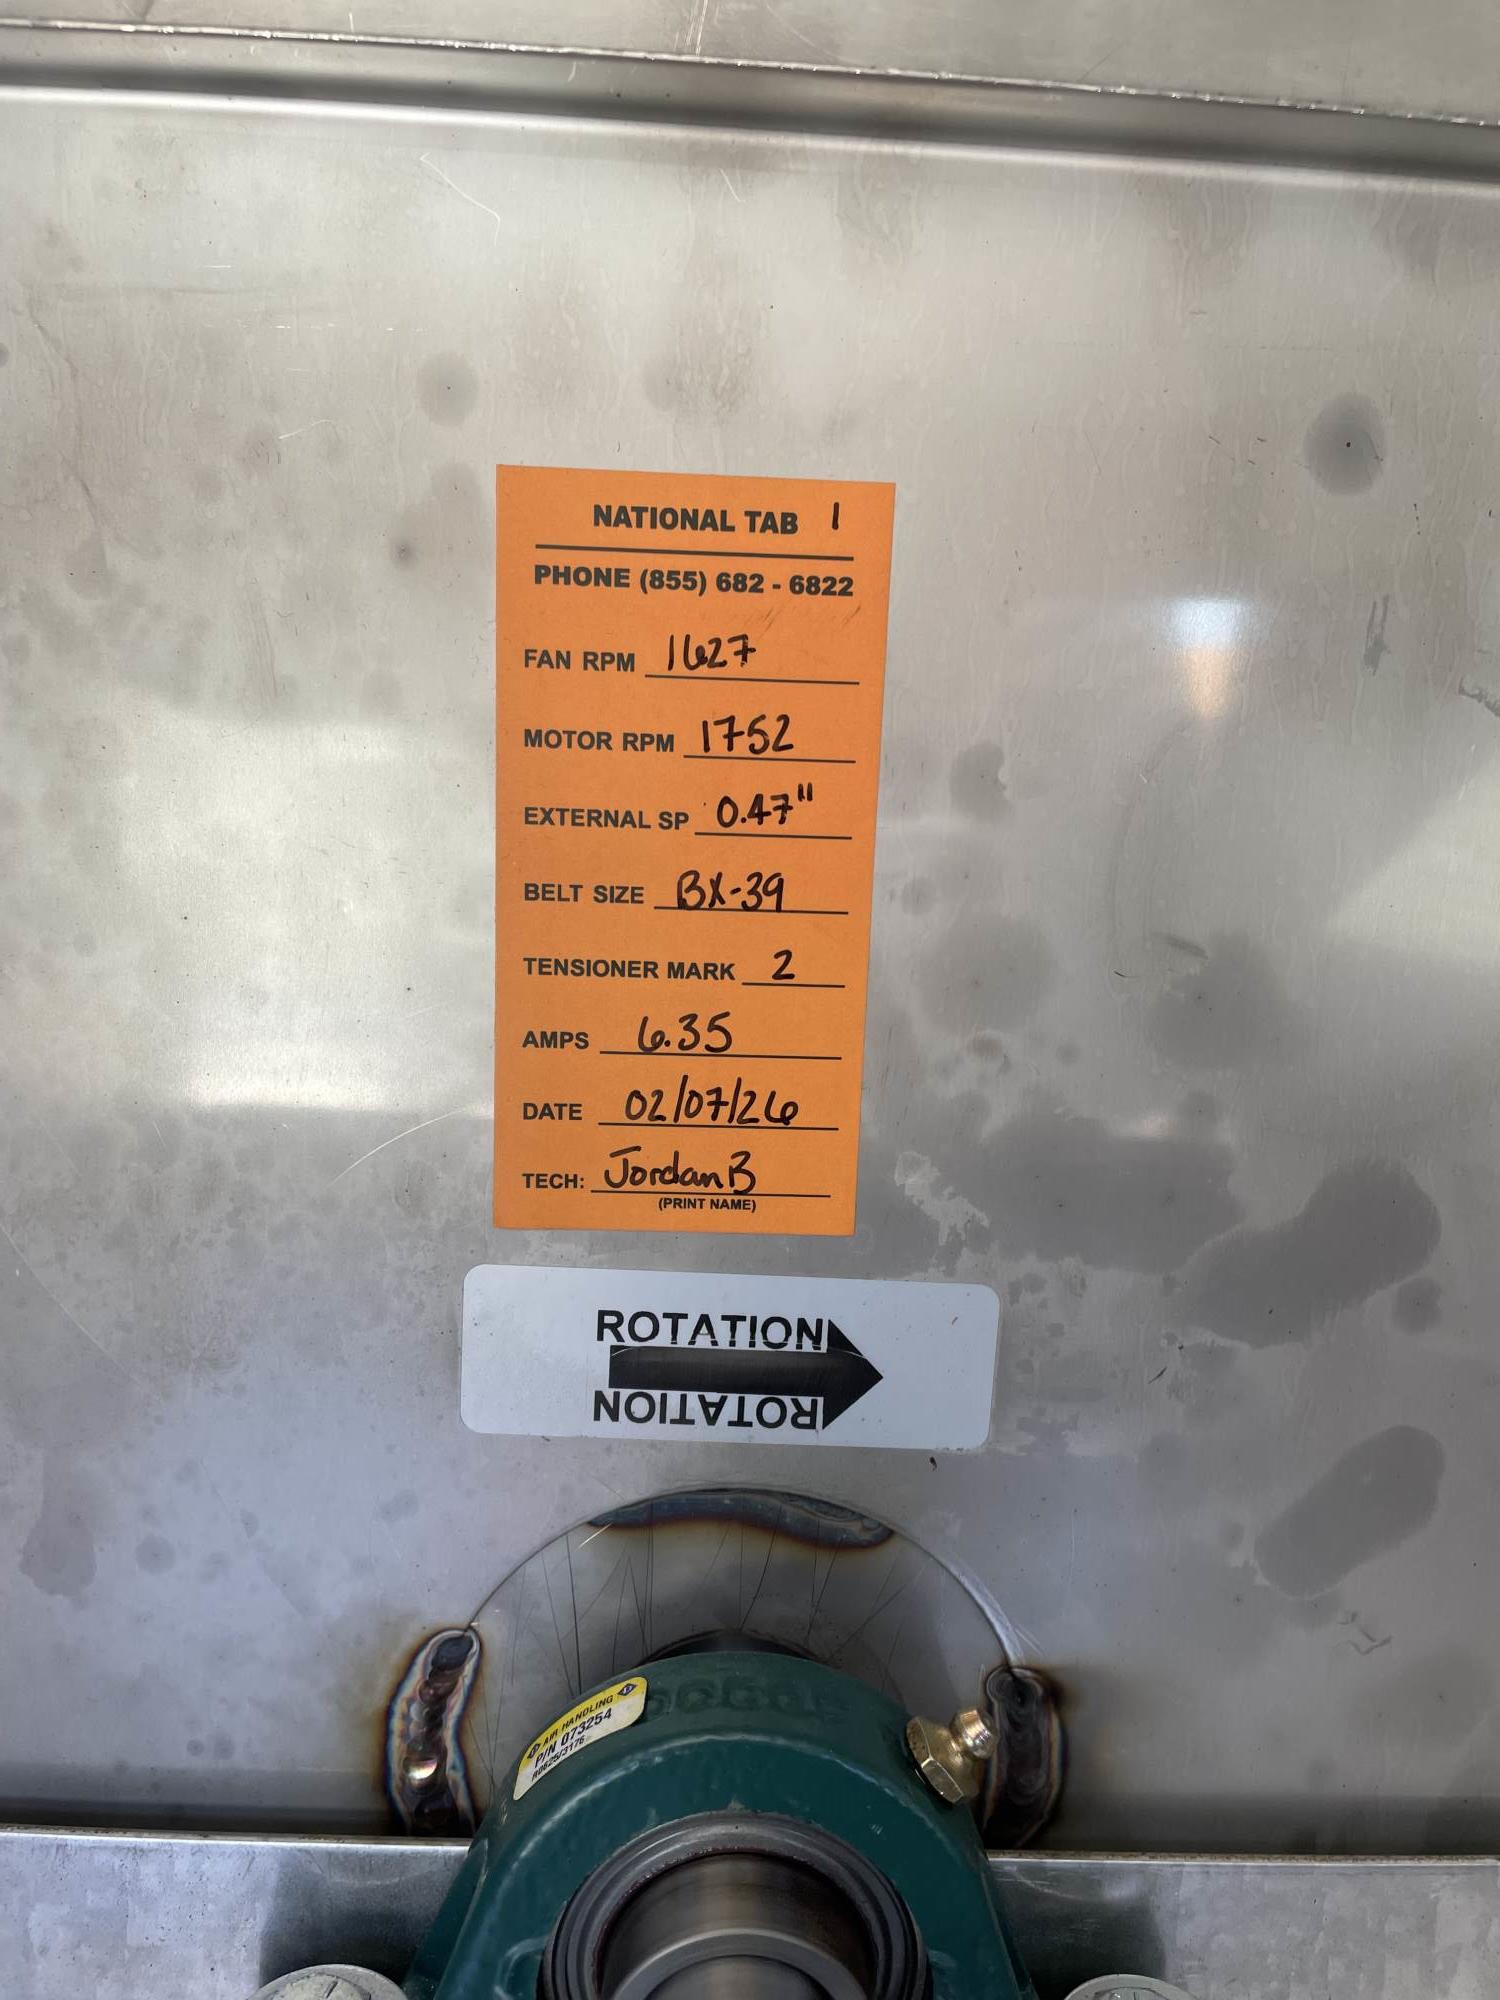 NATIONAL TAB 1
PHONE (855) 682 - 6822
FAN RPM 1627
MOTOR RPM 1752
EXTERNAL SP 0.47"
BELT SIZE BX-39
TENSIONER MARK 2
AMPS 6.35
DATE 02/07/26
TECH: Jordan B
(PRINT NAME)
ROTATION
ROTATION
AIR HANDLING
P/N 073254